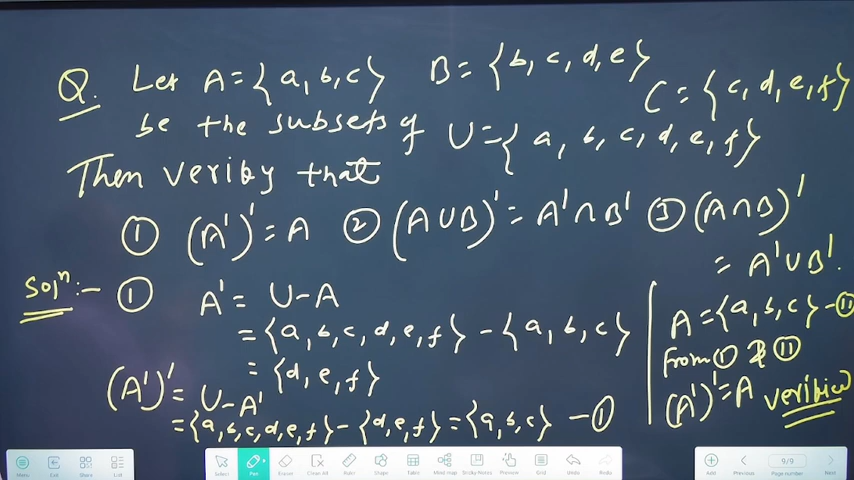 Q. Let A = {a, b, c} B = {b, c, d, e} C = {c, d, e, f}
be the subsets of U = {a, b, c, d, e, f}
Then verify that
① (A')' = A ② (A∪B)' = A'∩B' ③ (A∩B)'
= A'∪B'.
Solⁿ:- ① A' = U-A
= {a, b, c, d, e, f} - {a, b, c}
= {d, e, f}
(A')' = U-A'
= {a, b, c, d, e, f} - {d, e, f} = {a, b, c} - ①
A = {a, b, c} - ⑪
from ① & ⑪
(A')' = A verified
Menu
Exit
Share
List
Select
Pen
Eraser
Clean All
Ruler
Shape
Table
Mind map
Sticky-Notes
Preview
Grid
Undo
Redo
Add
Previous
9/9
Page number
Next